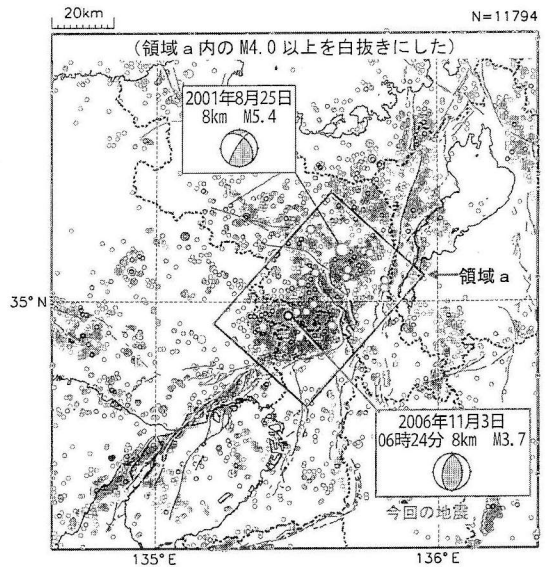 20km
N=11794
(領域a内のM4.0以上を白抜きにした)
2001年8月25日
8km M5.4
領域a
35°N
2006年11月3日
06時24分 8km M3.7
今回の地震
135°E
136°E